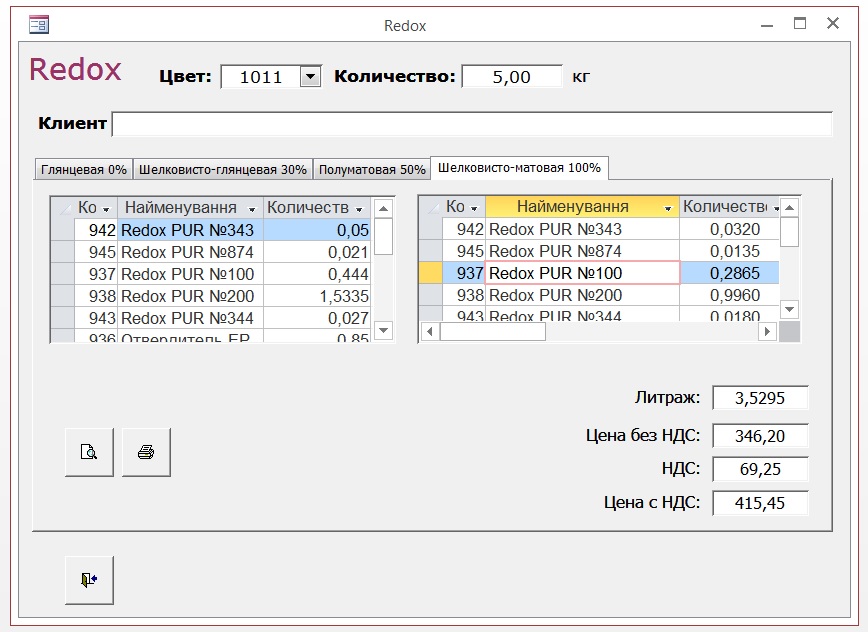 Redox
Redox
Цвет: 1011 Количество: 5,00 кг
Клиент
Глянцевая 0% Шелковисто-глянцевая 30% Полуматовая 50% Шелковисто-матовая 100%
Ко Найменування Количеств
942 Redox PUR №343 0,05
945 Redox PUR №874 0,021
937 Redox PUR №100 0,444
938 Redox PUR №200 1,5335
943 Redox PUR №344 0,027
936 Отвердитель EP 0,85
Ко Найменування Количеств
942 Redox PUR №343 0,0320
945 Redox PUR №874 0,0135
937 Redox PUR №100 0,2865
938 Redox PUR №200 0,9960
943 Redox PUR №344 0,0180
Литраж: 3,5295
Цена без НДС: 346,20
НДС: 69,25
Цена с НДС: 415,45